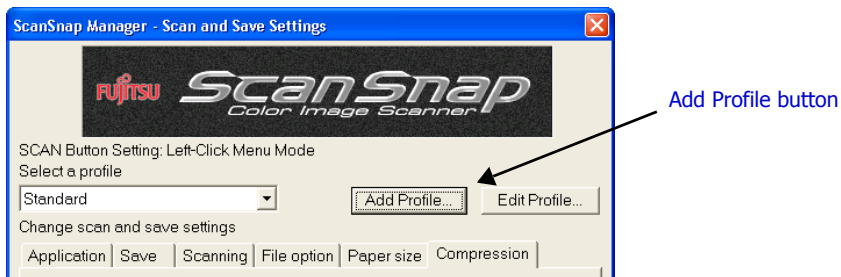 ScanSnap Manager - Scan and Save Settings
FUJITSU ScanSnap
Color Image Scanner
Add Profile button
SCAN Button Setting: Left-Click Menu Mode
Select a profile
Standard Add Profile... Edit Profile...
Change scan and save settings
Application Save Scanning File option Paper size Compression